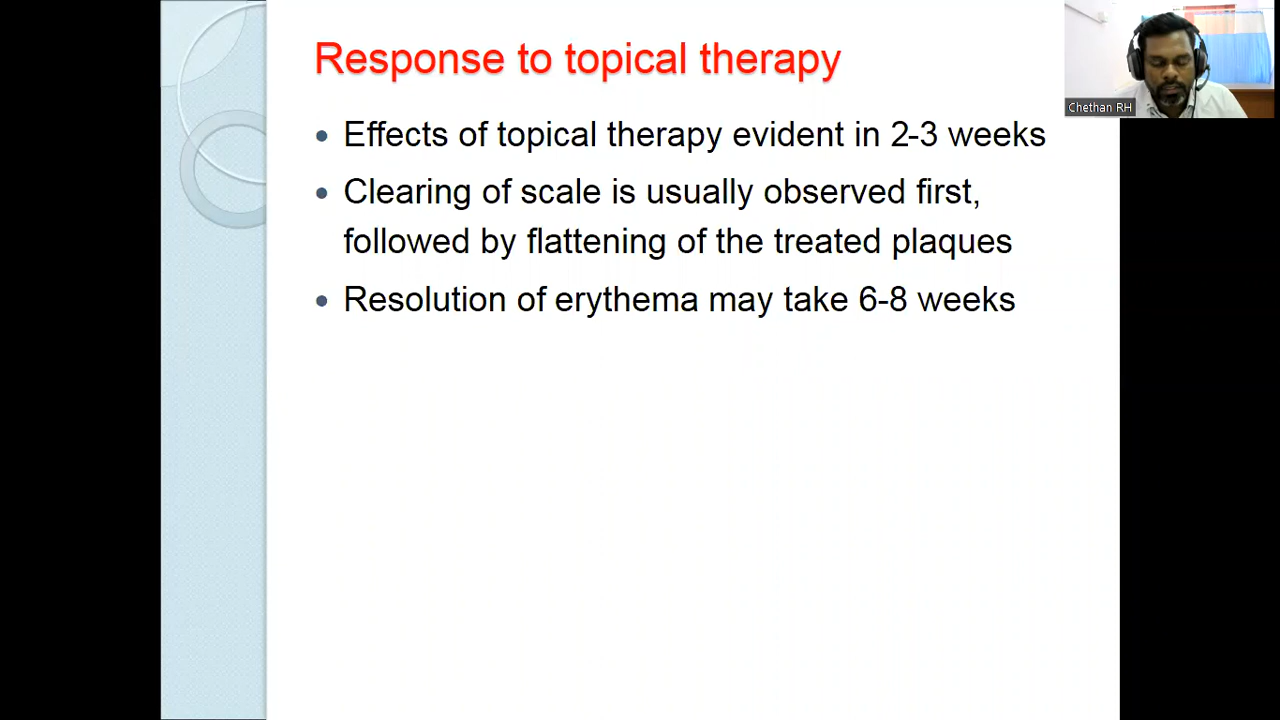 Response to topical therapy
Chethan RH
• Effects of topical therapy evident in 2-3 weeks
• Clearing of scale is usually observed first,
followed by flattening of the treated plaques
• Resolution of erythema may take 6-8 weeks